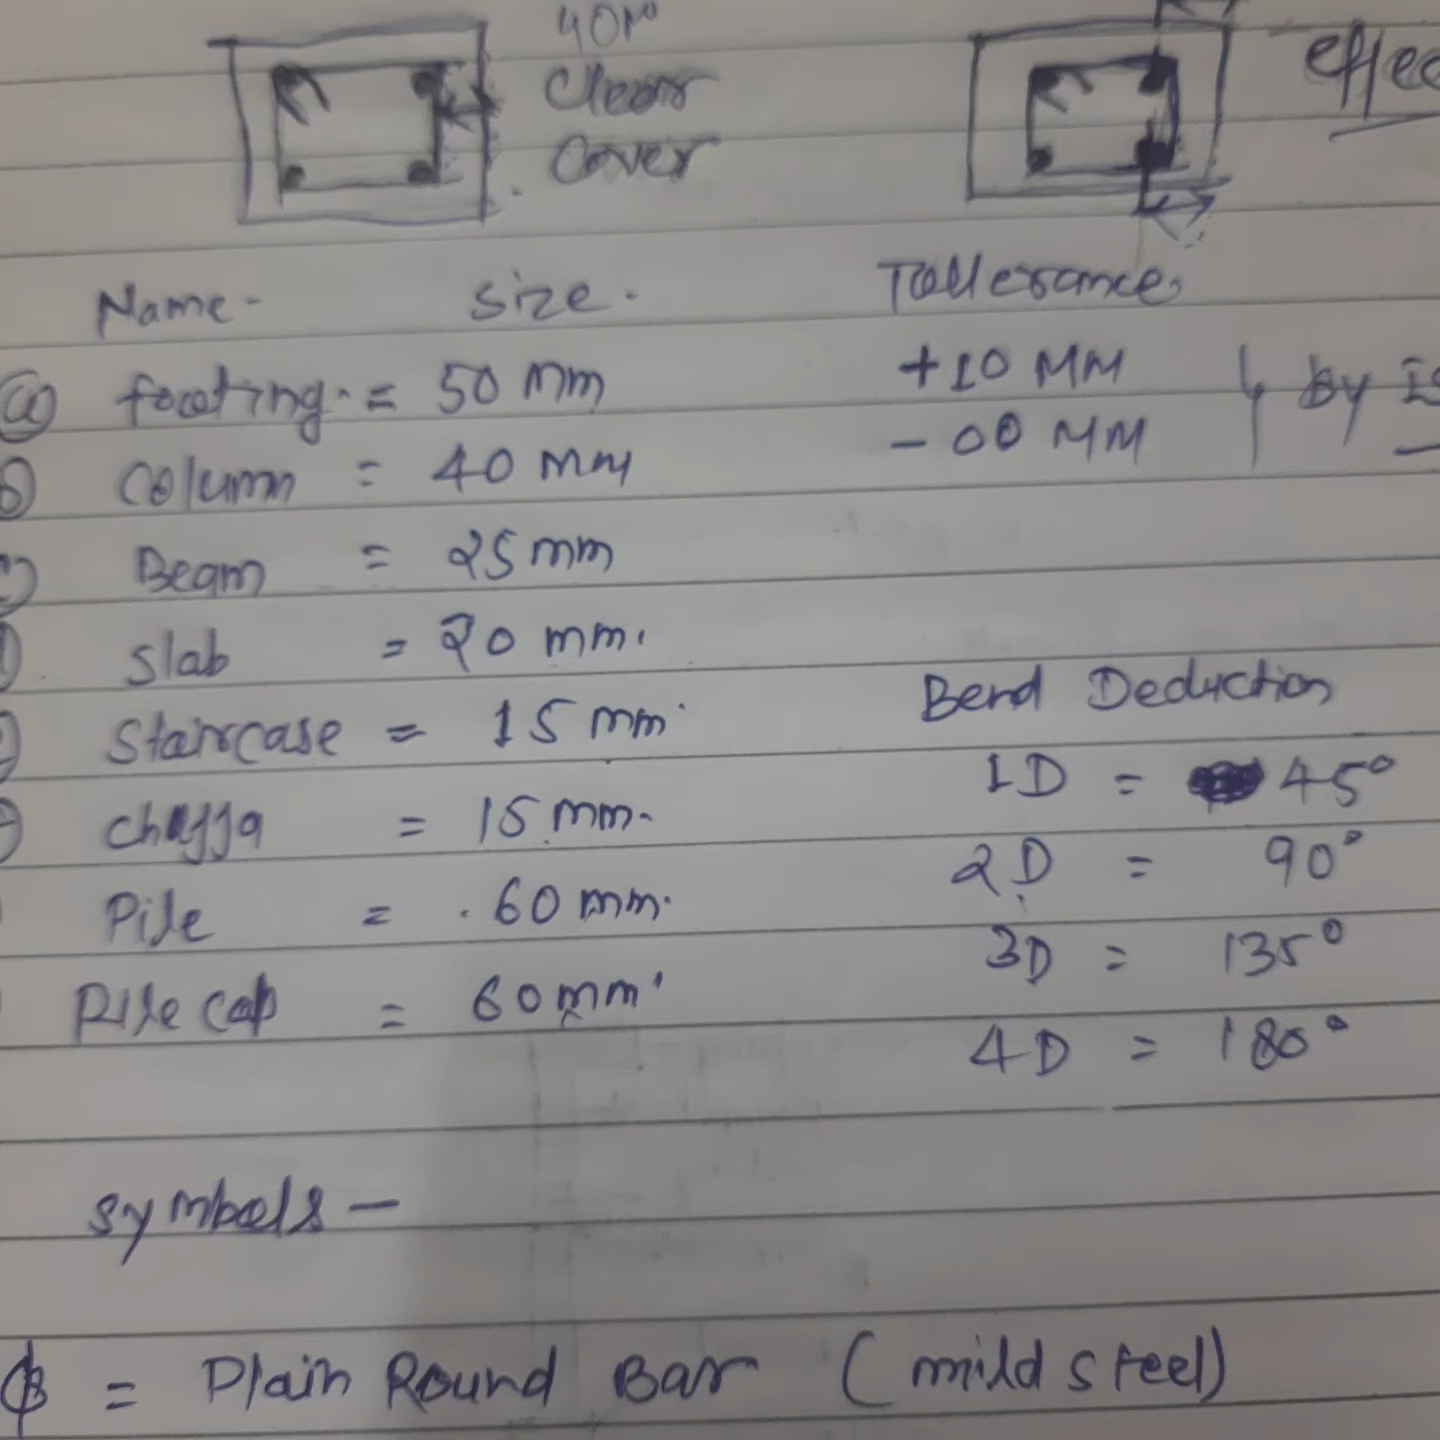 Clear
Cover
Name - Size. Tollerance.
(a) footing. = 50 mm +10 MM by IS
- 00 MM
Column = 40 mm
Beam = 25 mm
Slab = 20 mm.
Bend Deduction
Staircase = 15 mm.
1D = 45°
Chajja = 15 mm.
2D = 90°
Pile = 60 mm.
3D = 135°
Pile cap = 60 mm
4D = 180°
Symbols -
= Plain Round Bar (mild steel)